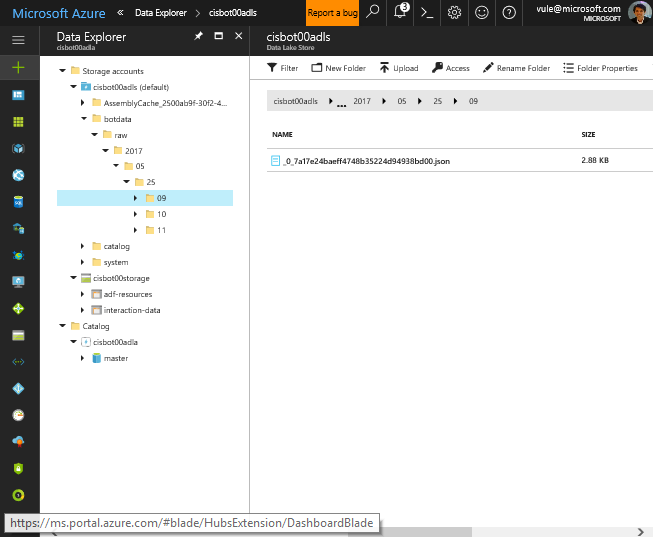 Microsoft Azure
Data Explorer
cisbot00adls
Report a bug
3
vule@microsoft.com
MICROSOFT
Data Explorer
cisbot00adla
Storage accounts
cisbot00adls (default)
AssemblyCache_2500ab9f-30f2-4...
botdata
raw
2017
05
25
09
10
11
catalog
system
cisbot00storage
adf-resources
interaction-data
Catalog
cisbot00adla
master
cisbot00adls
Data Lake Store
Filter
New Folder
Upload
Access
Rename Folder
Folder Properties
cisbot00adls ... 2017 05 25 09
NAME SIZE
_0_7a17e24baeff4748b35224d94938bd00.json 2.88 KB
https://ms.portal.azure.com/#blade/HubsExtension/DashboardBlade